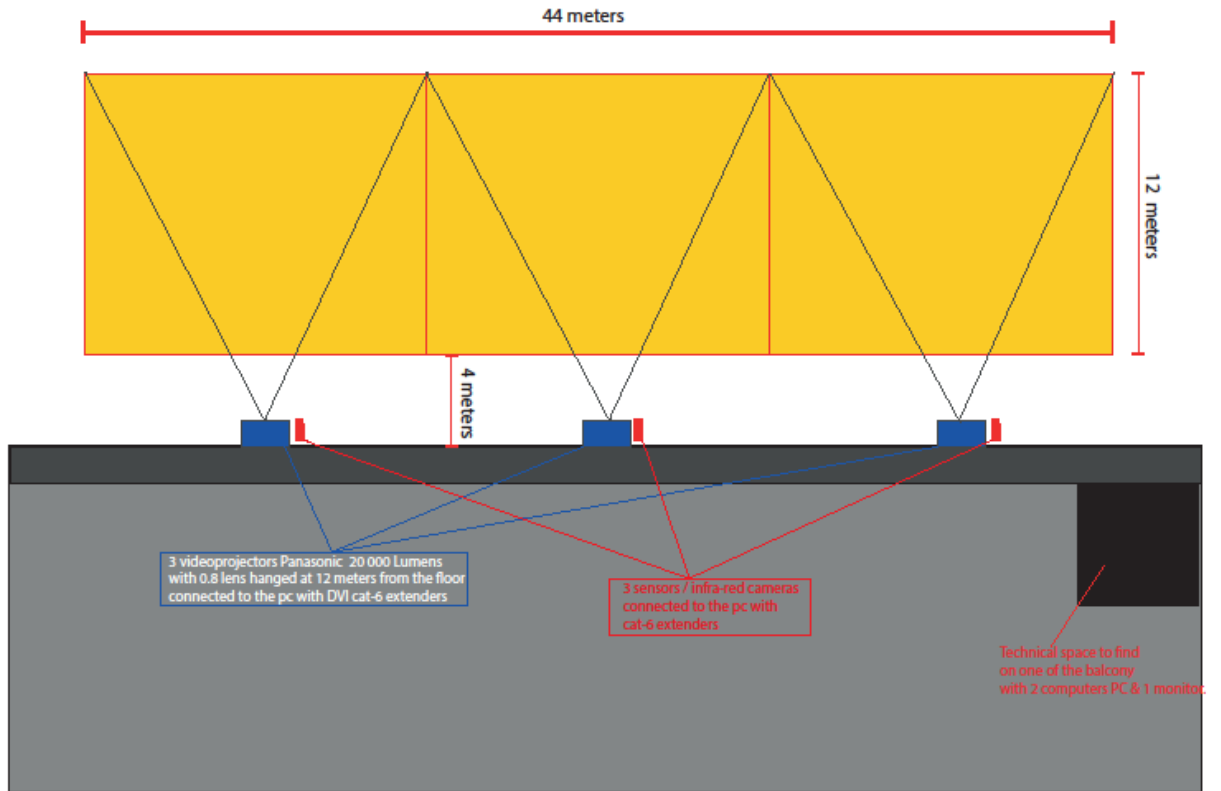 44 meters
12 meters
4 meters
3 videoprojectors Panasonic 20 000 Lumens
with 0.8 lens hanged at 12 meters from the floor
connected to the pc with DVI cat-6 extenders
3 sensors / infra-red cameras
connected to the pc with
cat-6 extenders
Technical space to find
on one of the balcony
with 2 computers PC & 1 monitor.